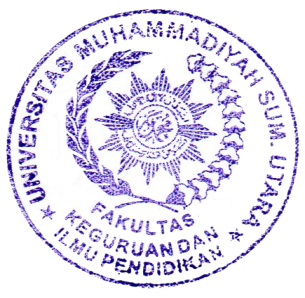 UNIVERSITAS MUHAMMADIYAH SUM. UTARA
FAKULTAS
KEGURUAN DAN
ILMU PENDIDIKAN